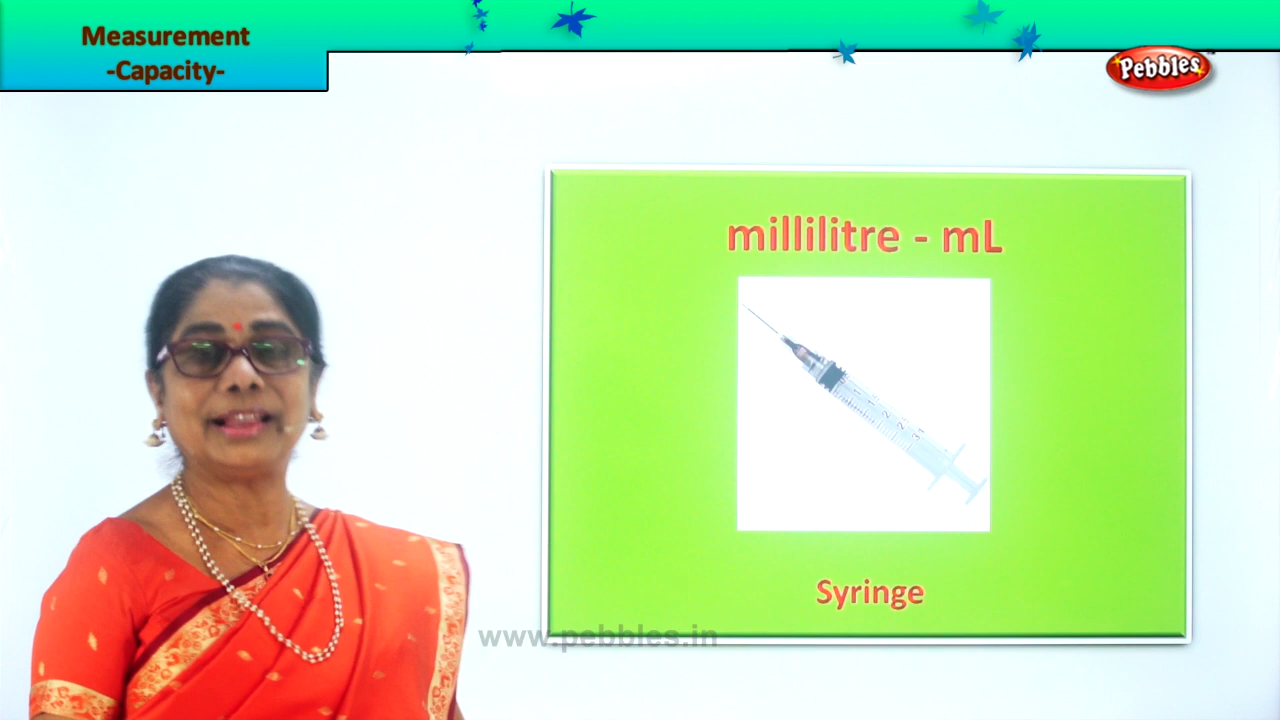 Measurement
-Capacity-
Pebbles
millilitre - mL
Syringe
www.pebbles.in